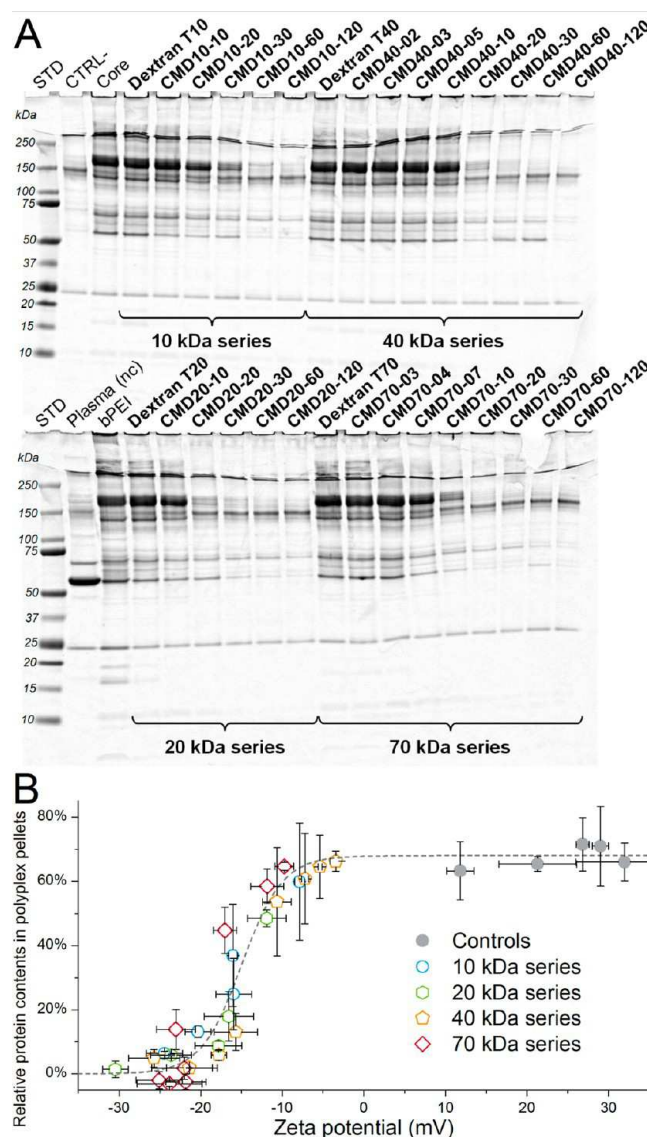 A
STD
CTRL-
Core
Dextran T10
CMD10-10
CMD10-20
CMD10-30
CMD10-60
CMD10-120
Dextran T40
CMD40-02
CMD40-03
CMD40-05
CMD40-10
CMD40-20
CMD40-30
CMD40-60
CMD40-120
kDa
250
150
100
75
50
37
25
20
15
10
10 kDa series
40 kDa series
STD
Plasma (nc)
bPEI
Dextran T20
CMD20-10
CMD20-20
CMD20-30
CMD20-60
CMD20-120
Dextran T70
CMD70-03
CMD70-04
CMD70-07
CMD70-10
CMD70-20
CMD70-30
CMD70-60
CMD70-120
kDa
250
150
100
75
50
37
25
20
15
10
20 kDa series
70 kDa series
B
Relative protein contents in polyplex pellets
80%
60%
40%
20%
0%
Controls
10 kDa series
20 kDa series
40 kDa series
70 kDa series
-30
-20
-10
0
10
20
30
Zeta potential (mV)